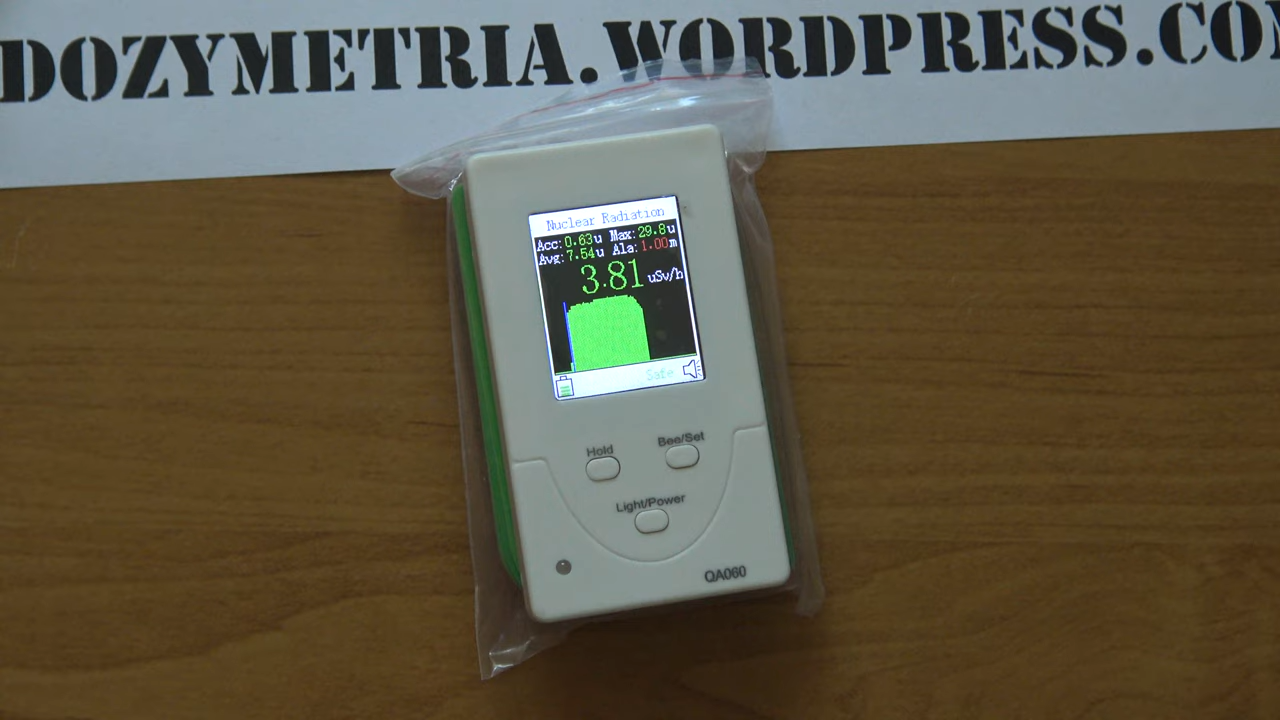 DOZYMETRIA.WORDPRESS.COM
Nuclear Radiation
Acc:0.63u Max:29.8u
Avg:7.54u Ala:1.00m
3.81 uSv/h
Safe
Hold
Bee/Set
Light/Power
QA060